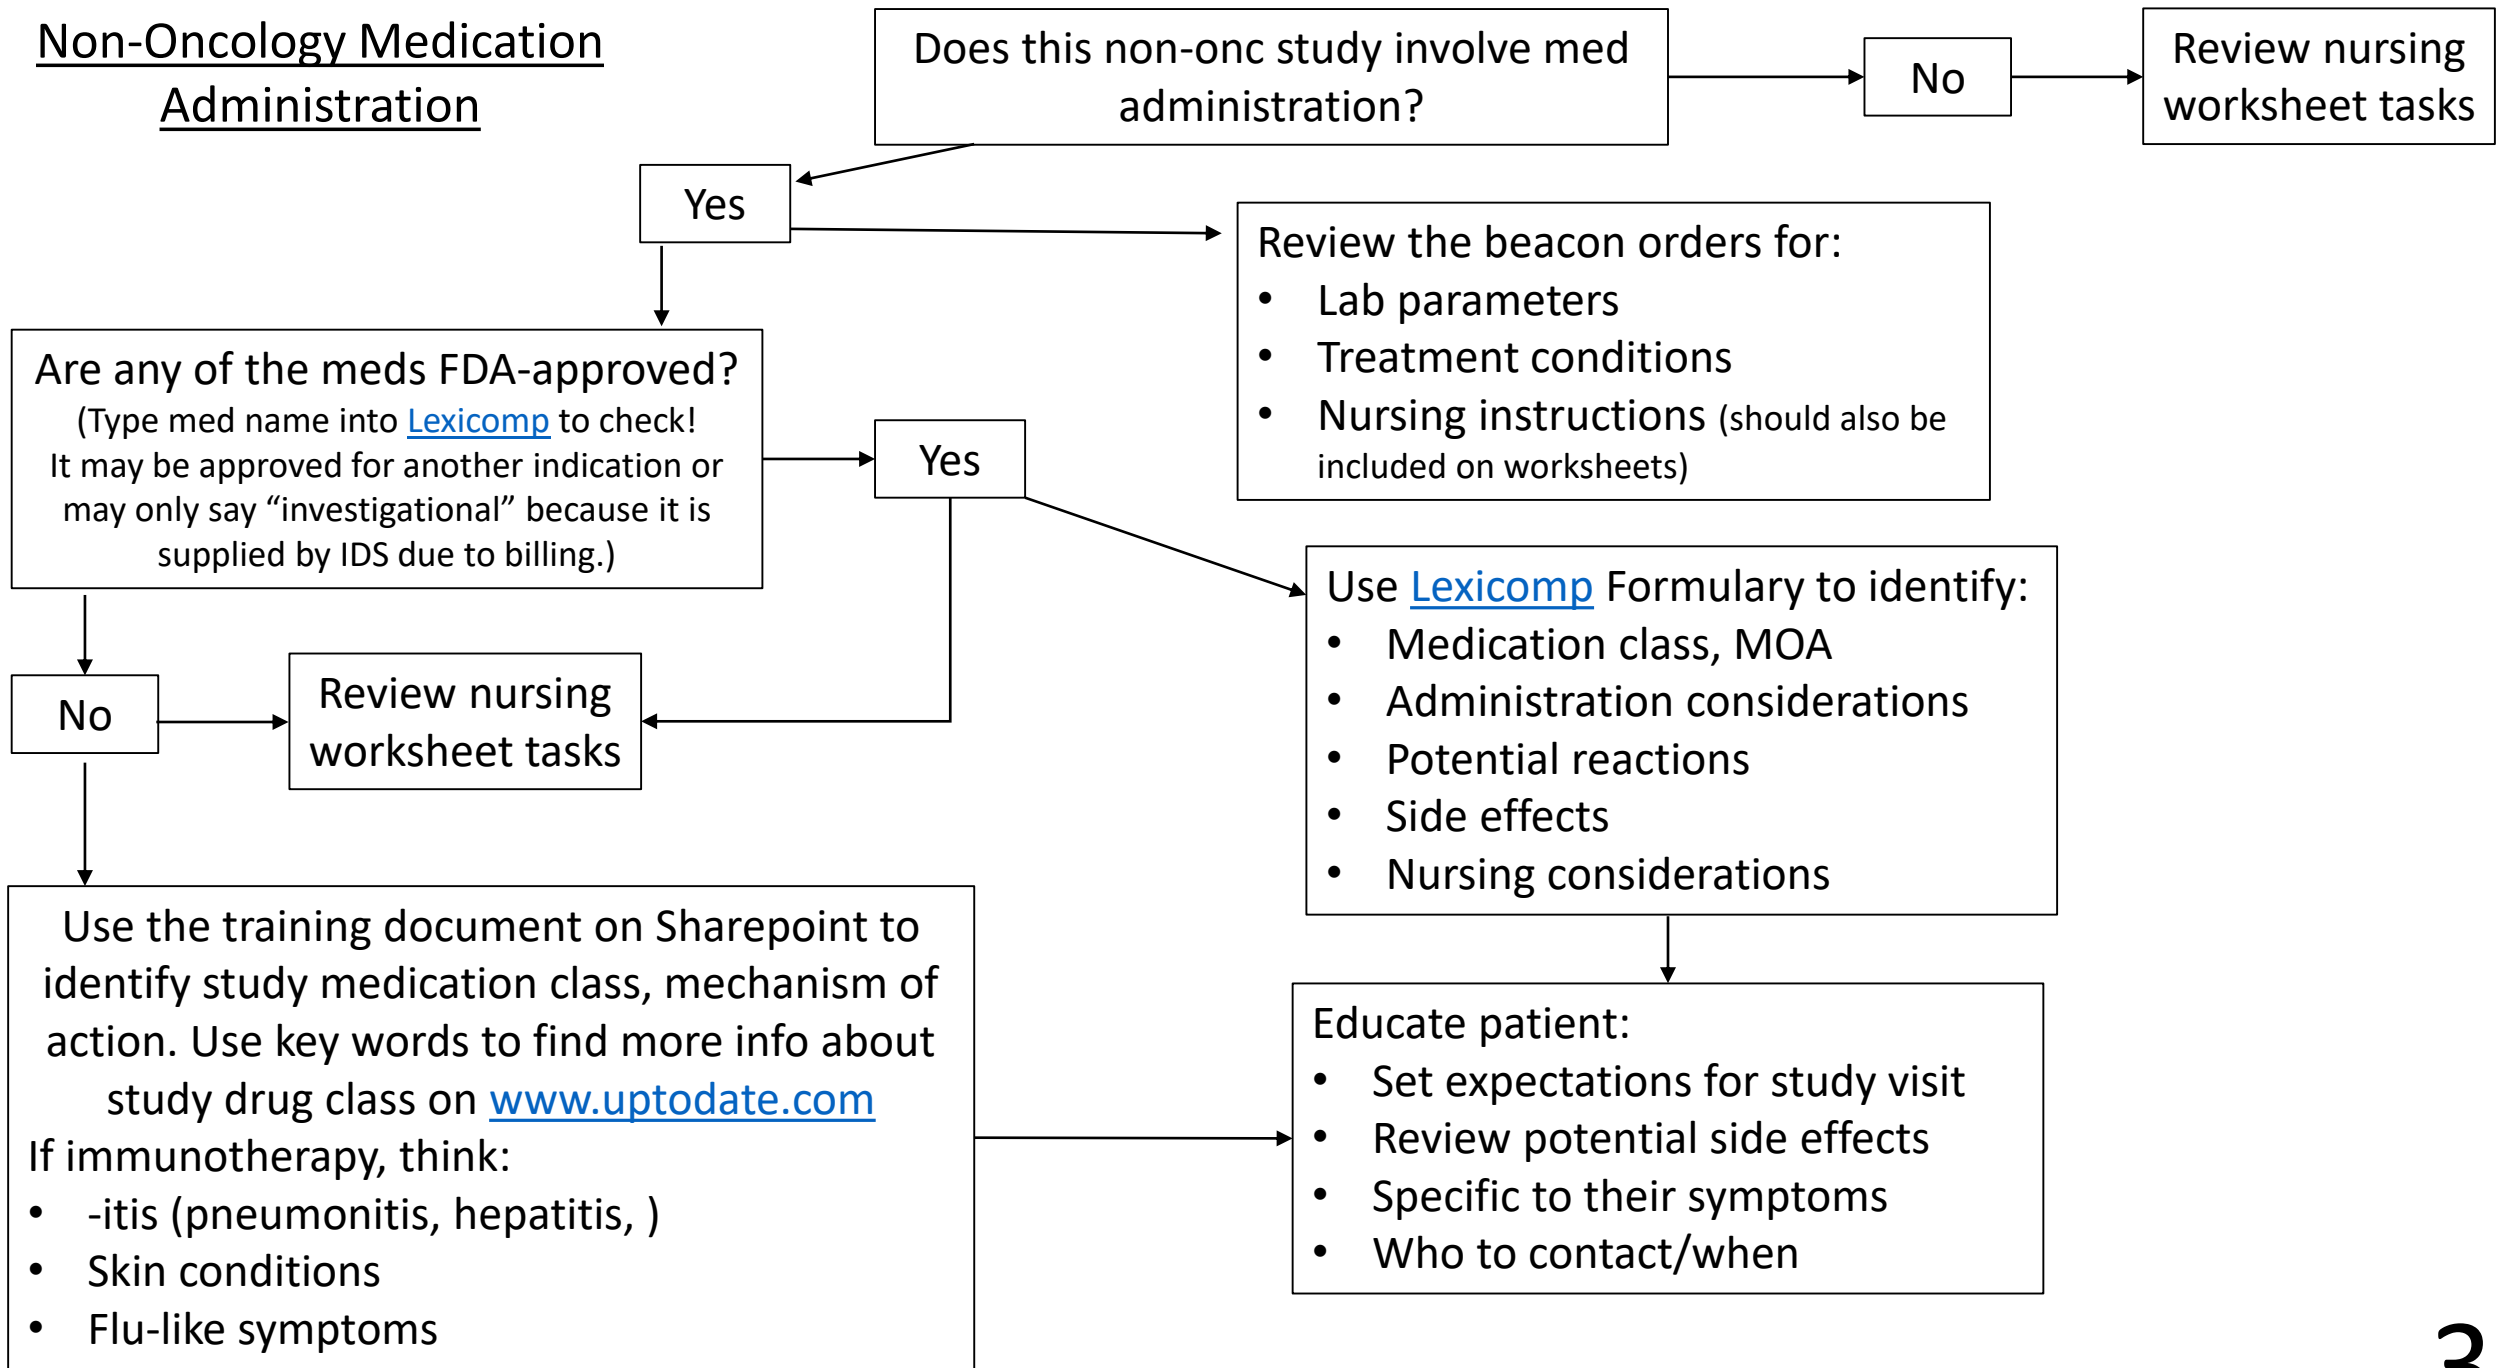 Non-Oncology Medication
Administration
Does this non-onc study involve med
administration?
No
Review nursing
worksheet tasks
Yes
Review the beacon orders for:
• Lab parameters
• Treatment conditions
• Nursing instructions (should also be
included on worksheets)
Are any of the meds FDA-approved?
(Type med name into Lexicomp to check!
It may be approved for another indication or
may only say “investigational” because it is
supplied by IDS due to billing.)
Yes
Use Lexicomp Formulary to identify:
• Medication class, MOA
• Administration considerations
• Potential reactions
• Side effects
• Nursing considerations
No
Review nursing
worksheet tasks
Use the training document on Sharepoint to
identify study medication class, mechanism of
action. Use key words to find more info about
study drug class on www.uptodate.com
If immunotherapy, think:
• -itis (pneumonitis, hepatitis, )
• Skin conditions
• Flu-like symptoms
Educate patient:
• Set expectations for study visit
• Review potential side effects
• Specific to their symptoms
• Who to contact/when
3